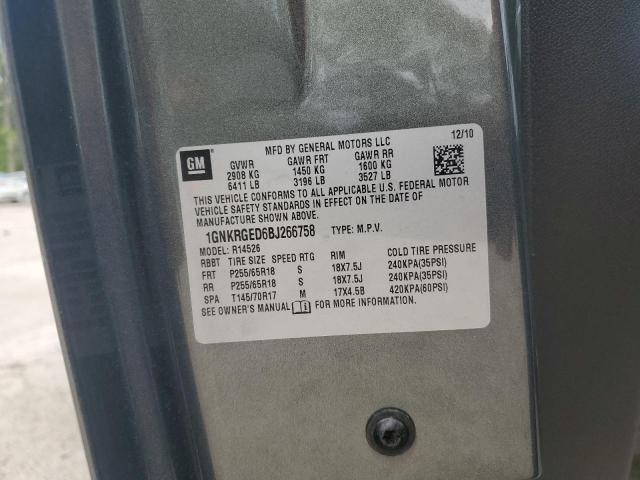 MFD BY GENERAL MOTORS LLC 12/10
GM
GVWR GAWR FRT GAWR RR
2908 KG 1450 KG 1600 KG
6411 LB 3196 LB 3527 LB
THIS VEHICLE CONFORMS TO ALL APPLICABLE U.S. FEDERAL MOTOR
VEHICLE SAFETY STANDARDS IN EFFECT ON THE DATE OF
MANUFACTURE SHOWN ABOVE.
1GNKRGED6BJ266758 TYPE: M.P.V.
MODEL: R14526
RBBT TIRE SIZE SPEED RTG RIM COLD TIRE PRESSURE
FRT P255/65R18 S 18X7.5J 240KPA(35PSI)
RR P255/65R18 S 18X7.5J 240KPA(35PSI)
SPA T145/70R17 M 17X4.5B 420KPA(60PSI)
SEE OWNER'S MANUAL FOR MORE INFORMATION.